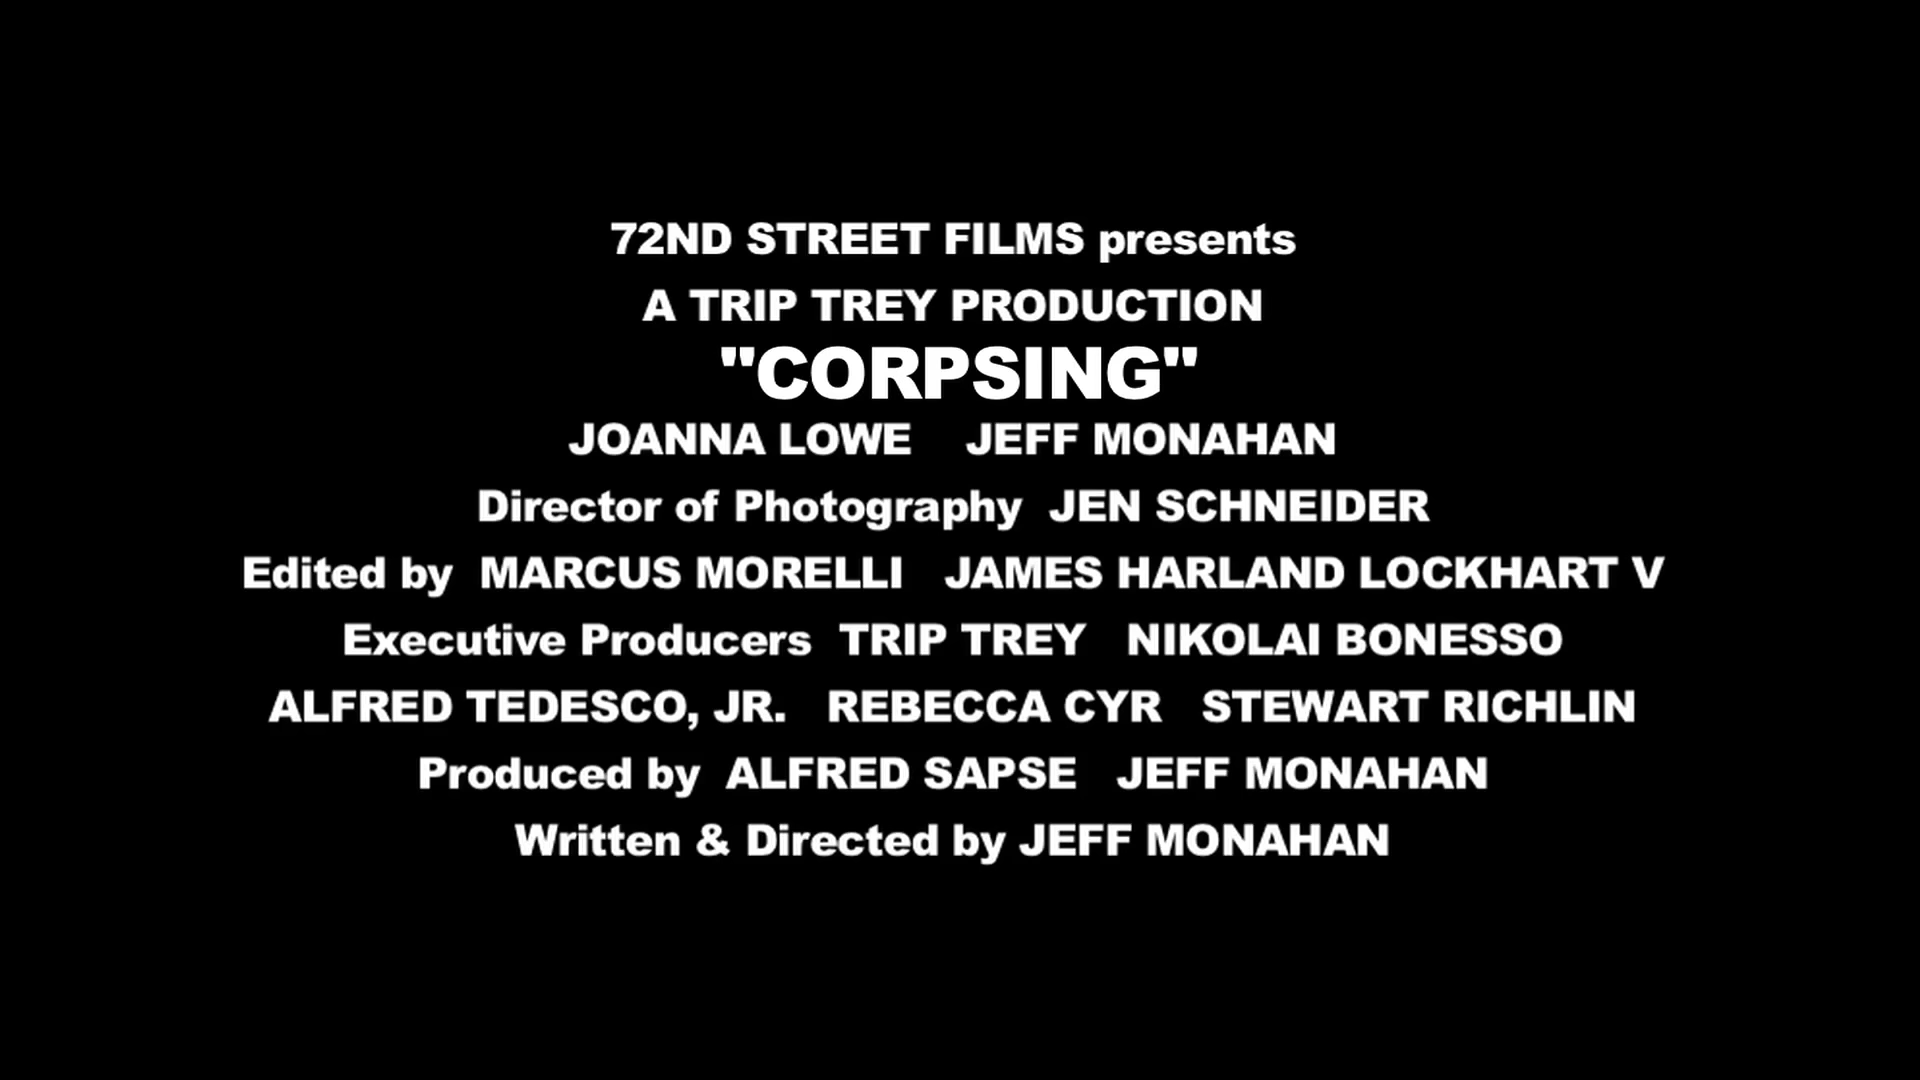 72ND STREET FILMS presents
A TRIP TREY PRODUCTION
"CORPSING"
JOANNA LOWE JEFF MONAHAN
Director of Photography JEN SCHNEIDER
Edited by MARCUS MORELLI JAMES HARLAND LOCKHART V
Executive Producers TRIP TREY NIKOLAI BONESSO
ALFRED TEDESCO, JR. REBECCA CYR STEWART RICHLIN
Produced by ALFRED SAPSE JEFF MONAHAN
Written & Directed by JEFF MONAHAN